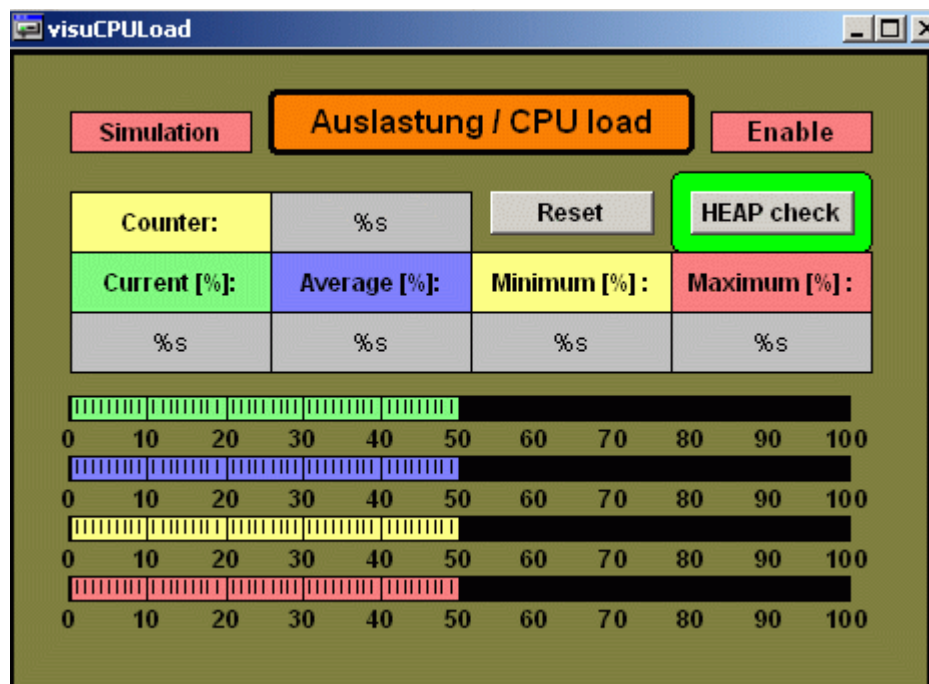 visuCPULoad
Simulation Auslastung / CPU load Enable
Counter: %s Reset HEAP check
Current [%]: Average [%]: Minimum [%] : Maximum [%] :
%s %s %s %s
0 10 20 30 40 50 60 70 80 90 100
0 10 20 30 40 50 60 70 80 90 100
0 10 20 30 40 50 60 70 80 90 100
0 10 20 30 40 50 60 70 80 90 100